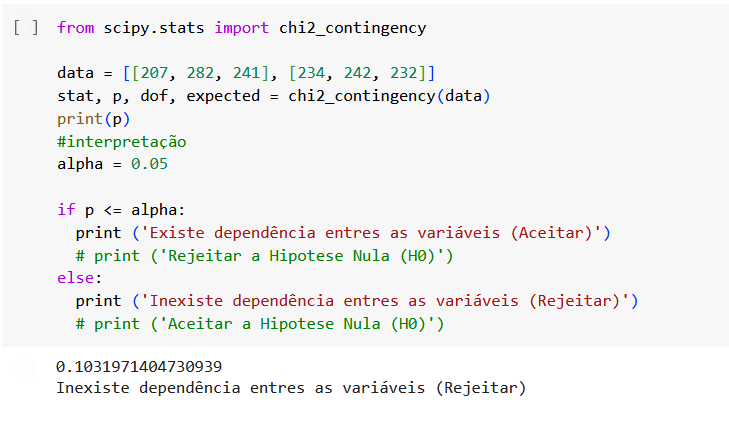 [ ] from scipy.stats import chi2_contingency
data = [[207, 282, 241], [234, 242, 232]]
stat, p, dof, expected = chi2_contingency(data)
print(p)
#interpretação
alpha = 0.05
if p <= alpha:
print ('Existe dependência entres as variáveis (Aceitar)')
# print ('Rejeitar a Hipotese Nula (H0)')
else:
print ('Inexiste dependência entres as variáveis (Rejeitar)')
# print ('Aceitar a Hipotese Nula (H0)')
0.1031971404730939
Inexiste dependência entres as variáveis (Rejeitar)